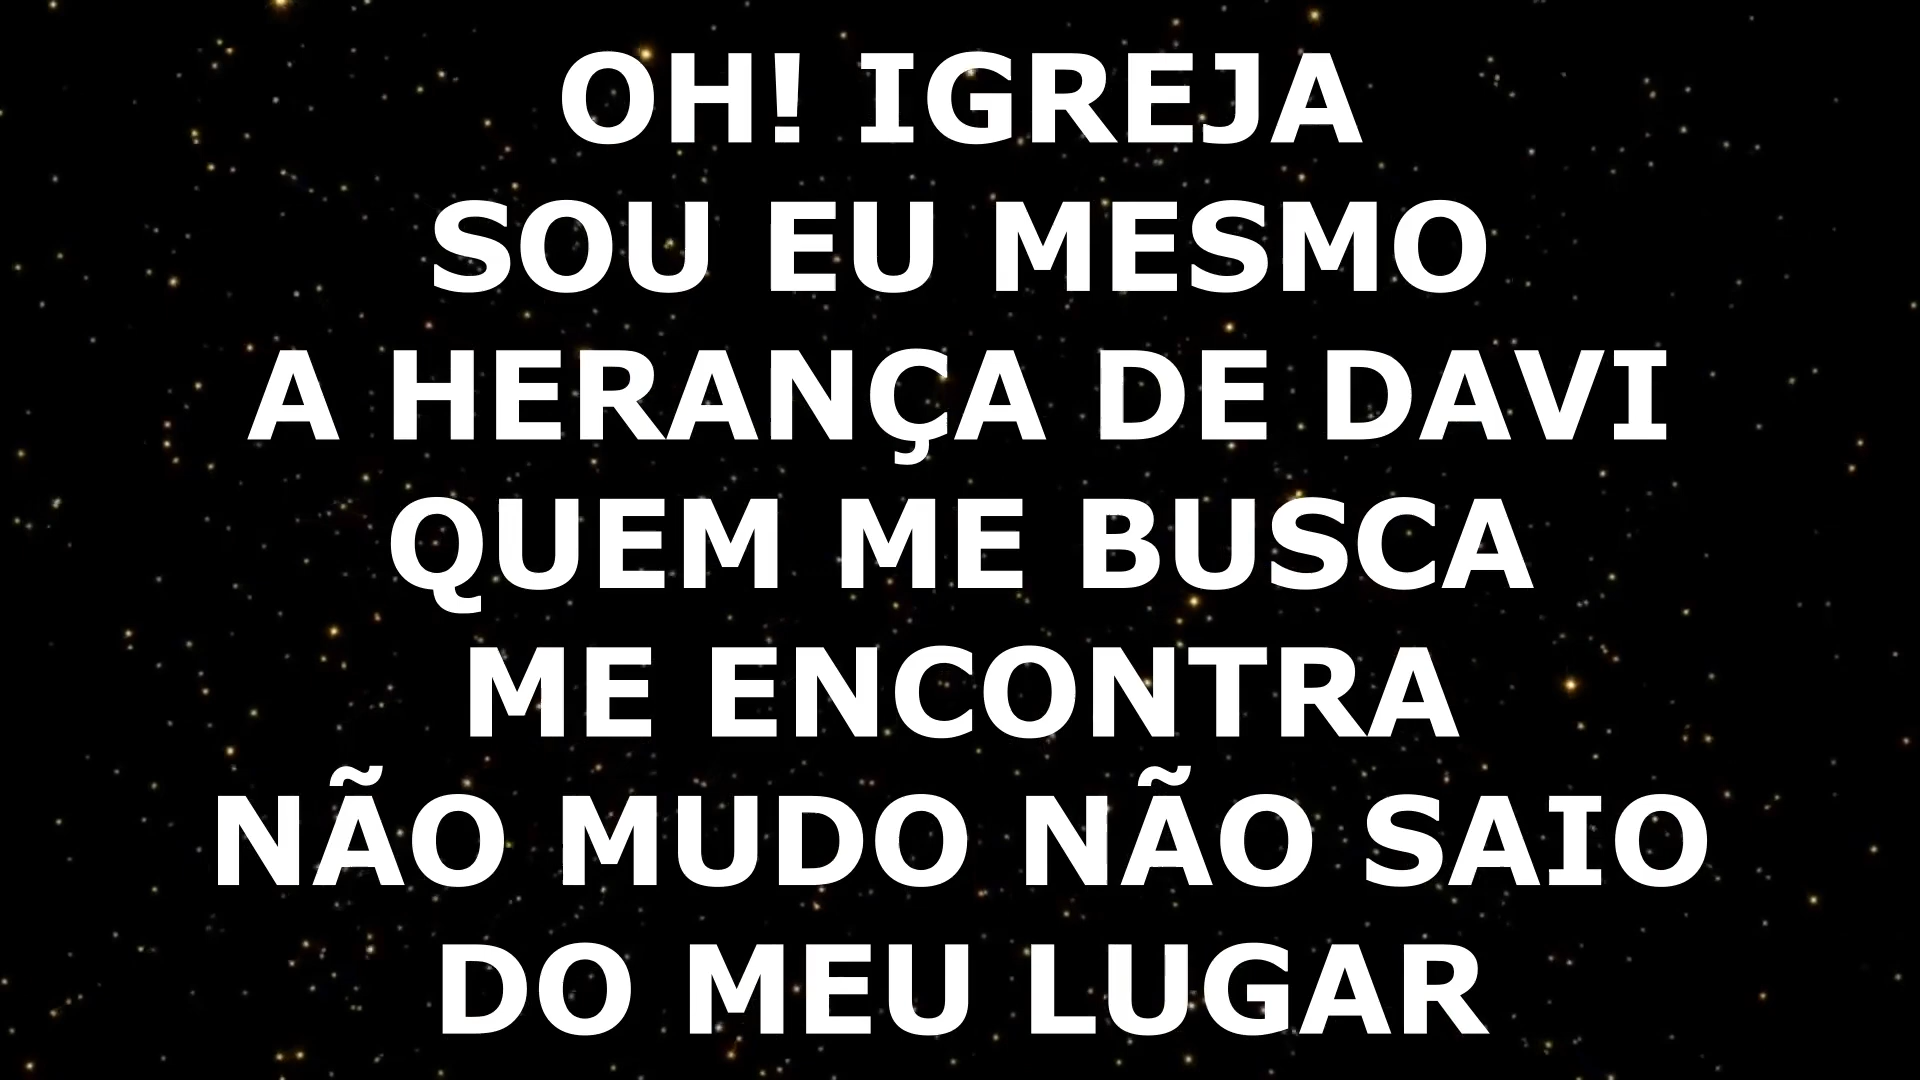 OH! IGREJA
SOU EU MESMO
A HERANÇA DE DAVI
QUEM ME BUSCA
ME ENCONTRA
NÃO MUDO NÃO SAIO
DO MEU LUGAR